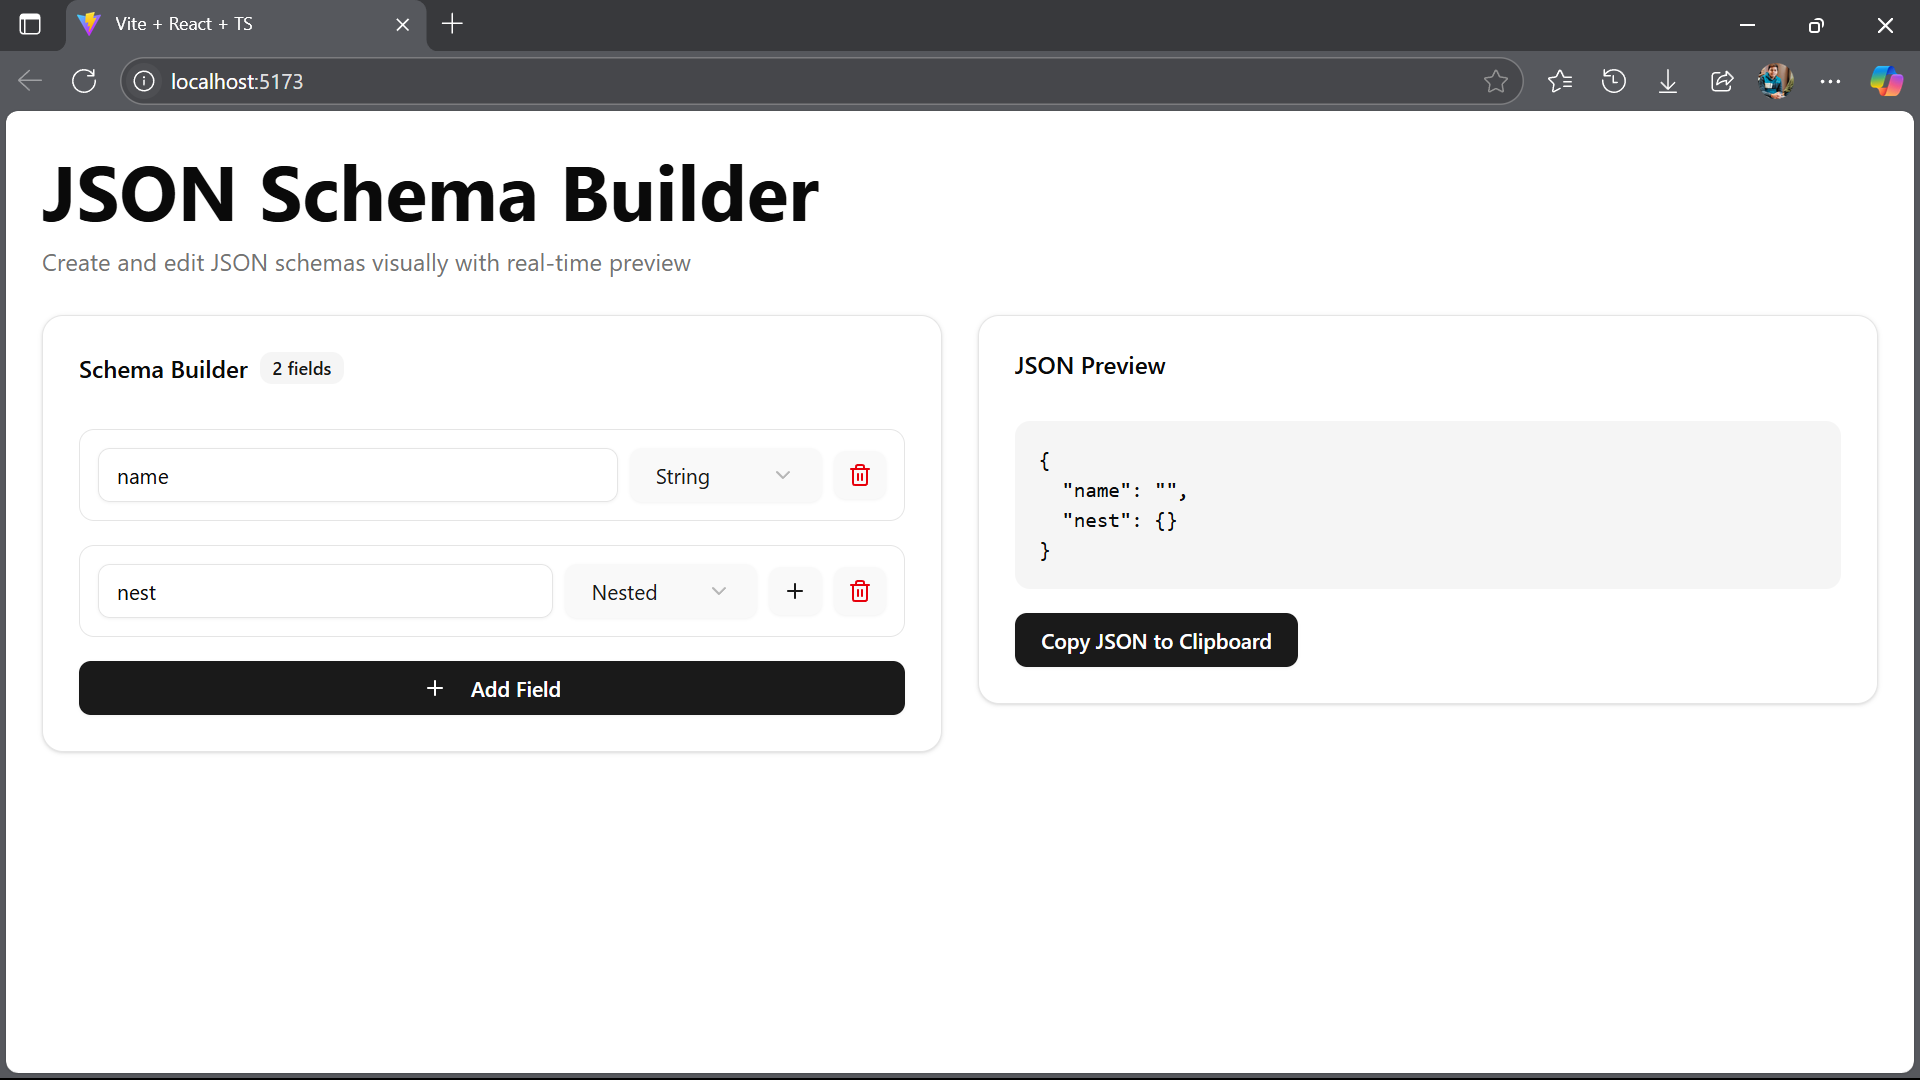 Vite + React + TS
localhost:5173
JSON Schema Builder
Create and edit JSON schemas visually with real-time preview
Schema Builder 2 fields
name String
nest Nested
Add Field
JSON Preview
{
  "name": "",
  "nest": {}
}
Copy JSON to Clipboard